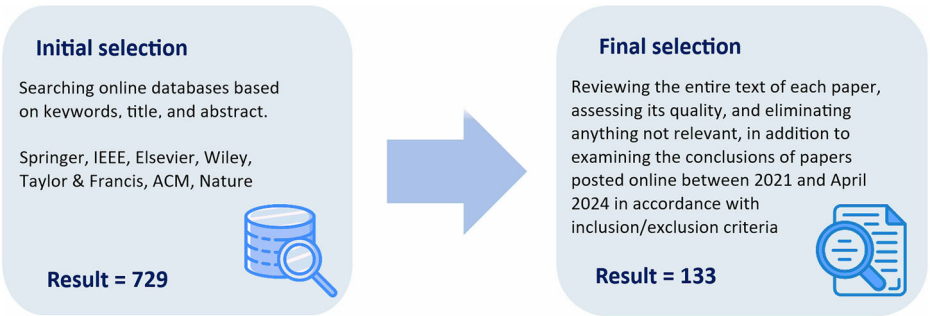 Initial selection
Searching online databases based
on keywords, title, and abstract.
Springer, IEEE, Elsevier, Wiley,
Taylor & Francis, ACM, Nature
Result = 729
Final selection
Reviewing the entire text of each paper,
assessing its quality, and eliminating
anything not relevant, in addition to
examining the conclusions of papers
posted online between 2021 and April
2024 in accordance with
inclusion/exclusion criteria
Result = 133